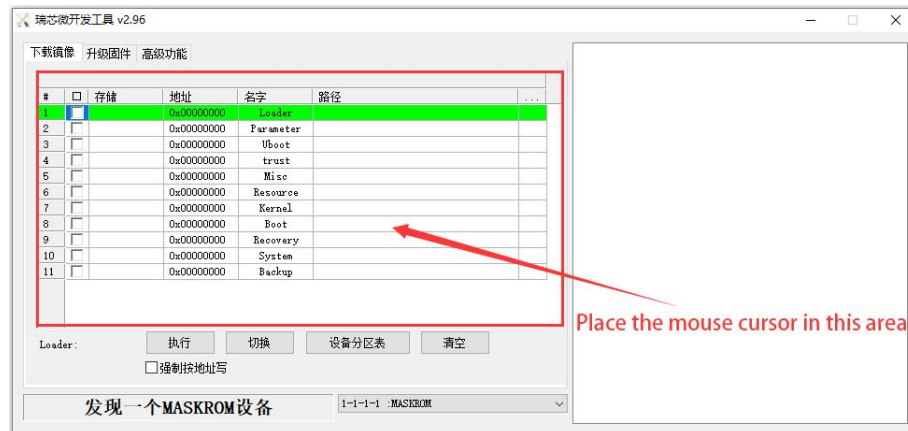 瑞芯微开发工具 v2.96
下载镜像 升级固件 高级功能
# 存储 地址 名字 路径 ...
1 0x00000000 Loader
2 0x00000000 Parameter
3 0x00000000 Uboot
4 0x00000000 trust
5 0x00000000 Misc
6 0x00000000 Resource
7 0x00000000 Kernel
8 0x00000000 Boot
9 0x00000000 Recovery
10 0x00000000 System
11 0x00000000 Backup
Place the mouse cursor in this area
Loader: 执行 切换 设备分区表 清空
强制按地址写
发现一个MASKROM设备 1-1-1-1 :MASKROM